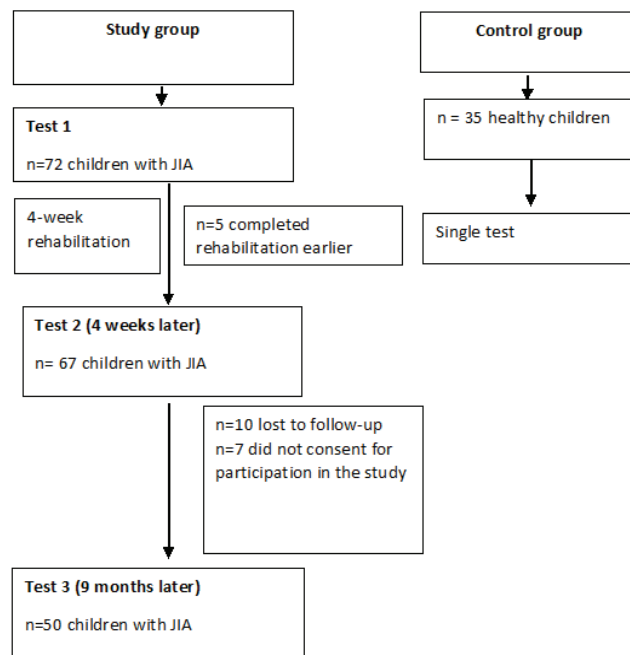 Study group
Control group
Test 1
n=72 children with JIA
n = 35 healthy children
4-week
rehabilitation
n=5 completed
rehabilitation earlier
Single test
Test 2 (4 weeks later)
n= 67 children with JIA
n=10 lost to follow-up
n=7 did not consent for
participation in the study
Test 3 (9 months later)
n=50 children with JIA